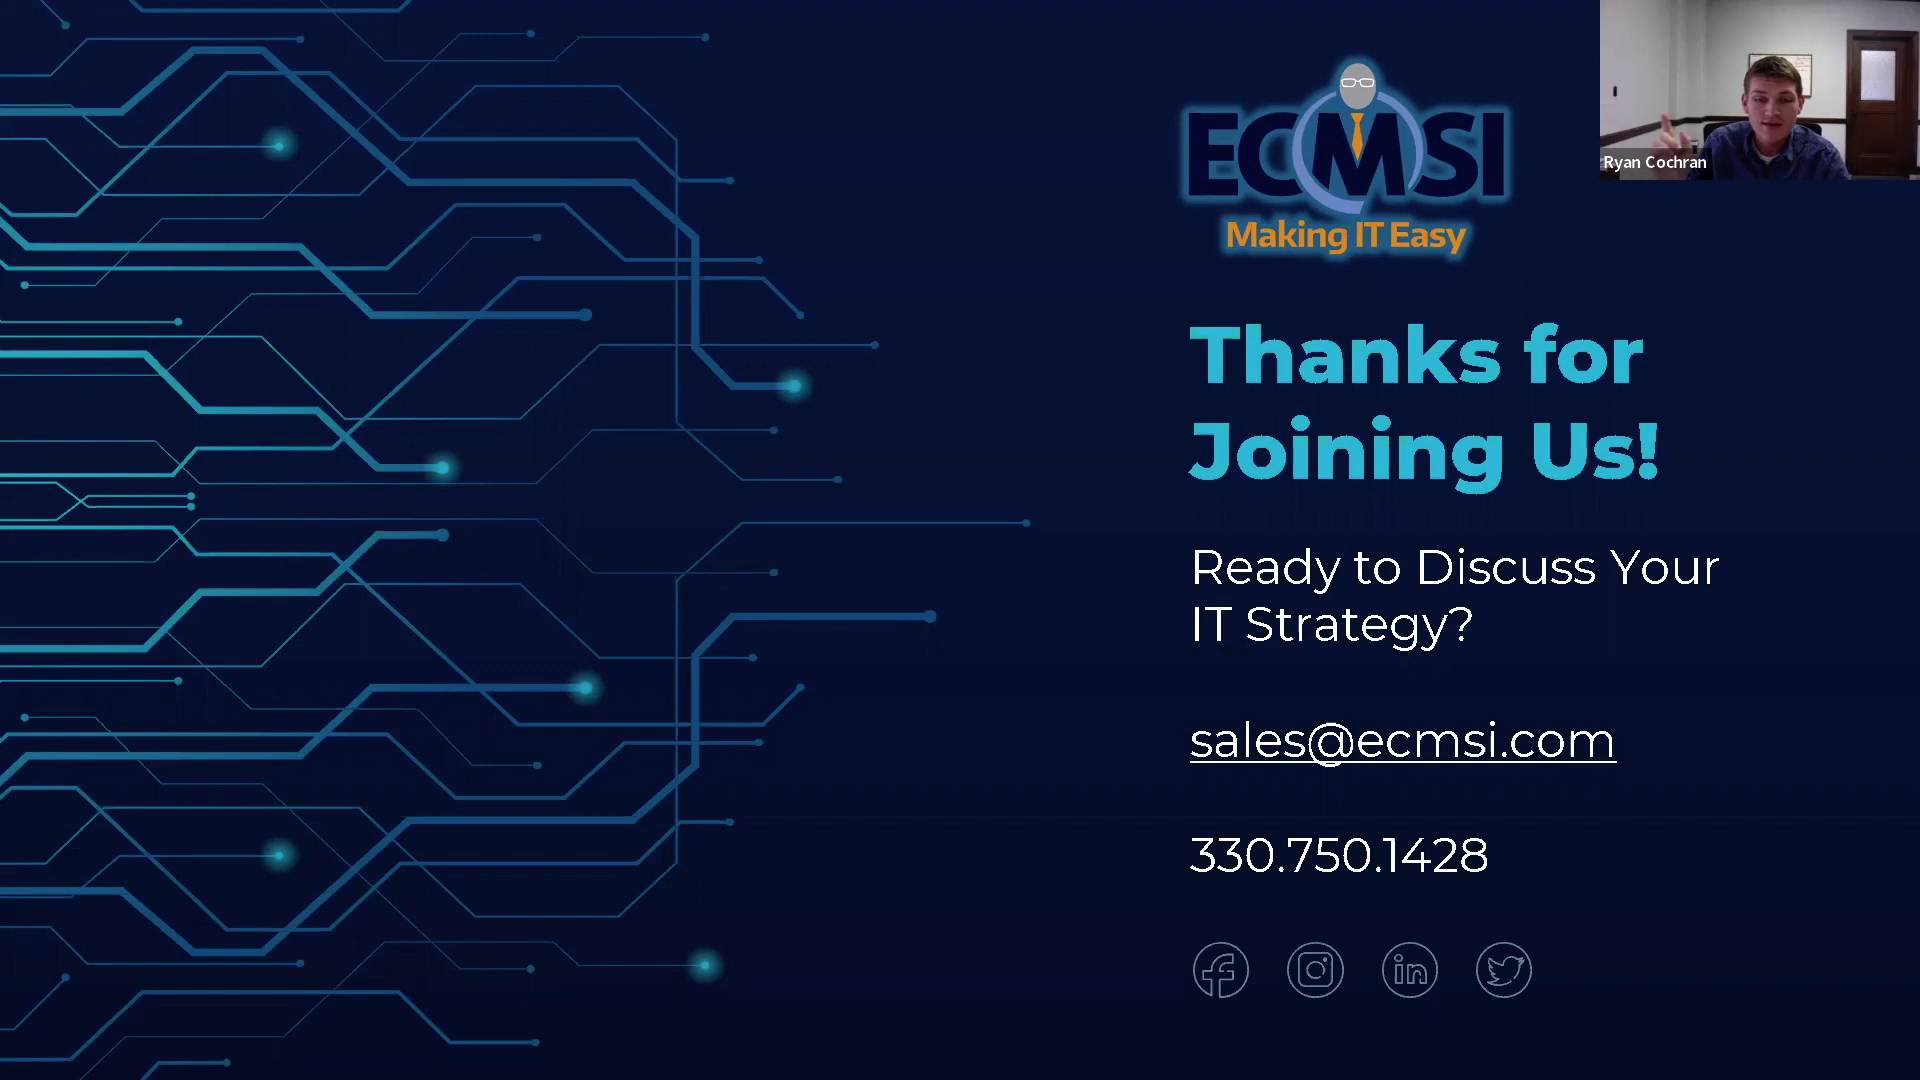 ECMSI
Making IT Easy
Ryan Cochran
Thanks for
Joining Us!
Ready to Discuss Your
IT Strategy?
sales@ecmsi.com
330.750.1428
in